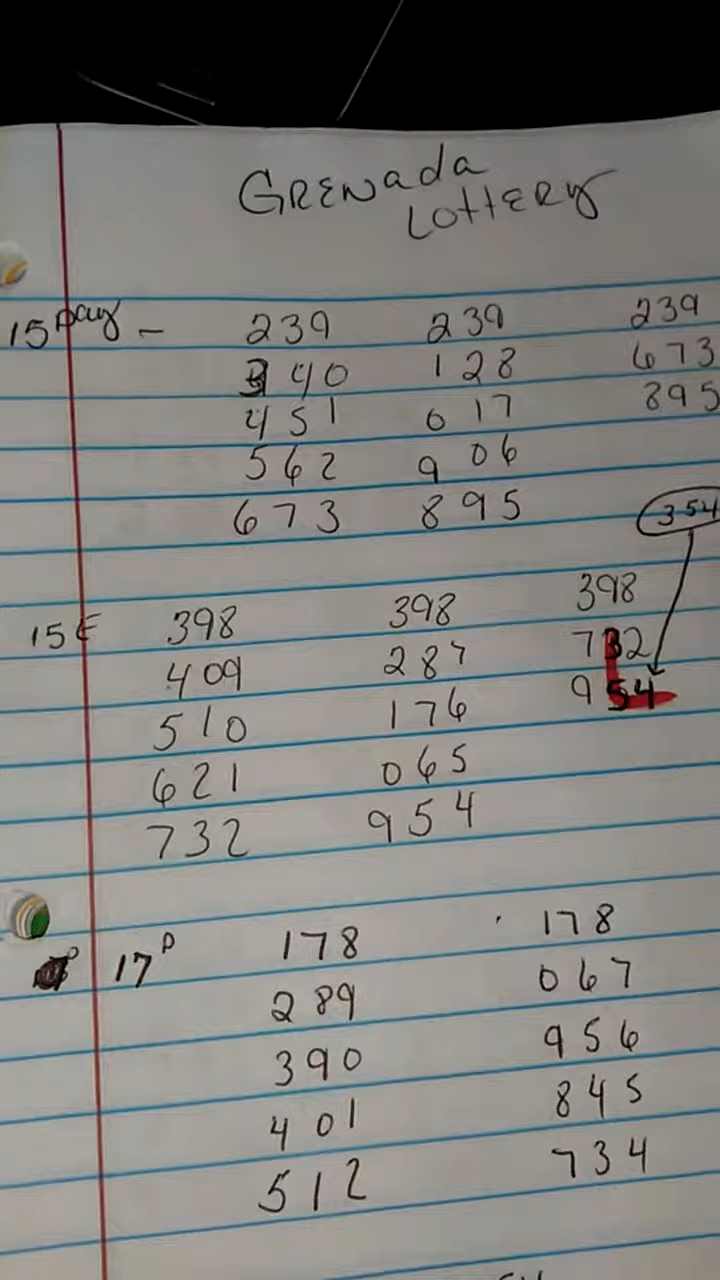 GRENada
LOttERY
15 Day - 239 239 239
340 128 673
451 017 895
562 906
673 895
354
15 E 398 398 398
409 287 732
510 176 954
621 065
732 954
17 D 178 178
289 067
390 956
401 845
512 734